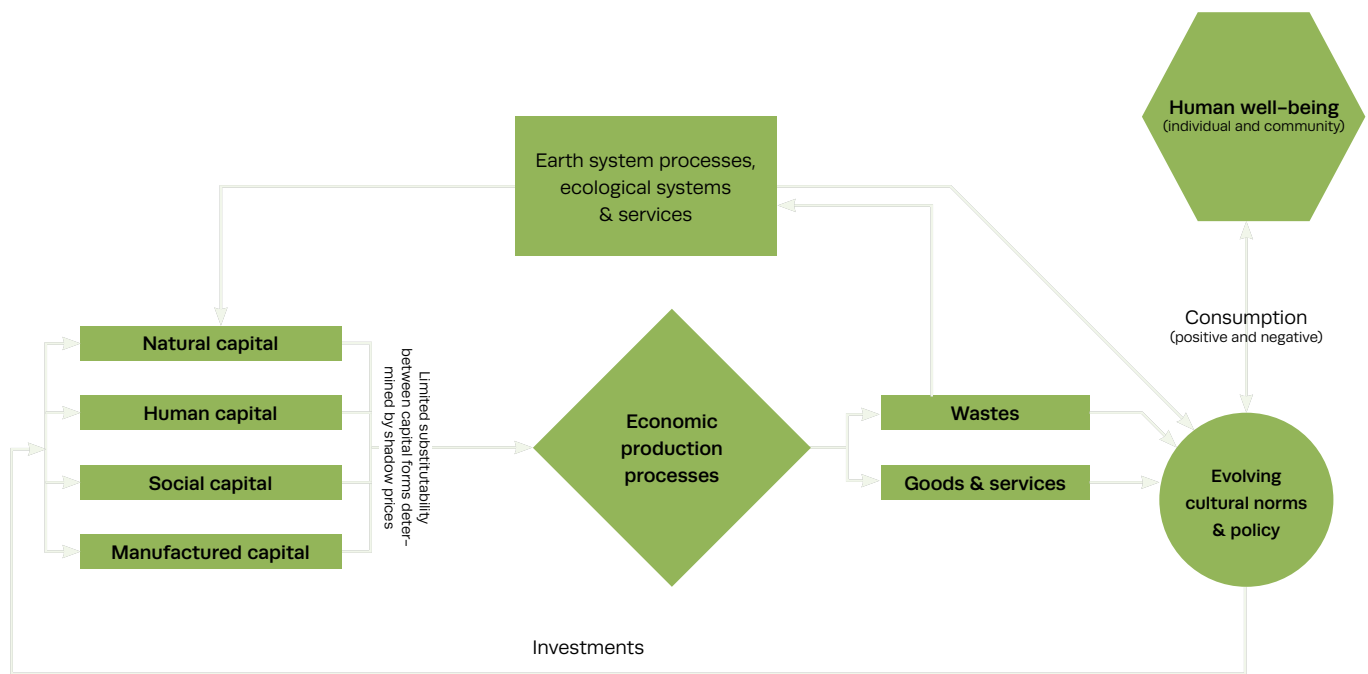 Human well-being
(individual and community)
Earth system processes,
ecological systems
& services
Consumption
(positive and negative)
Natural capital
Human capital
Social capital
Manufactured capital
Limited substitutability
between capital forms deter-
mined by shadow prices
Economic
production
processes
Wastes
Goods & services
Evolving
cultural norms
& policy
Investments